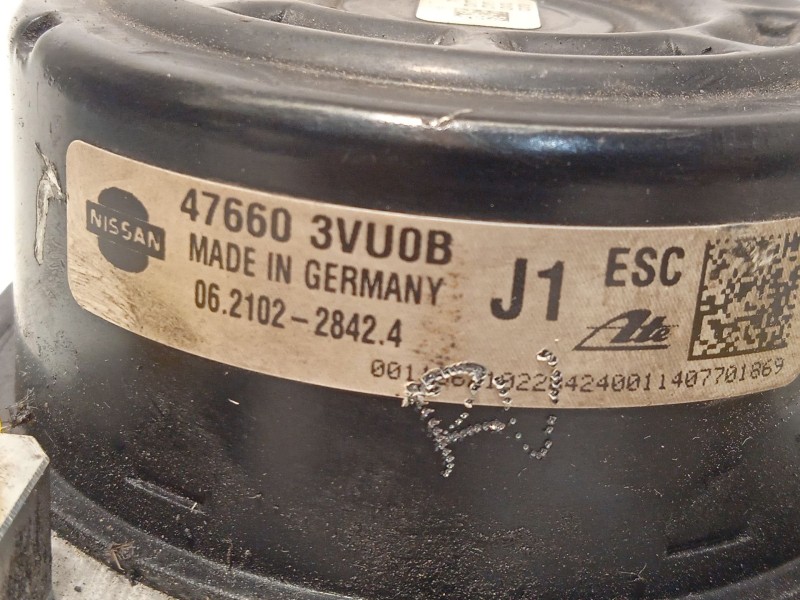 NISSAN
47660 3VU0B
MADE IN GERMANY
06.2102-2842.4
J1
ESC
Ate